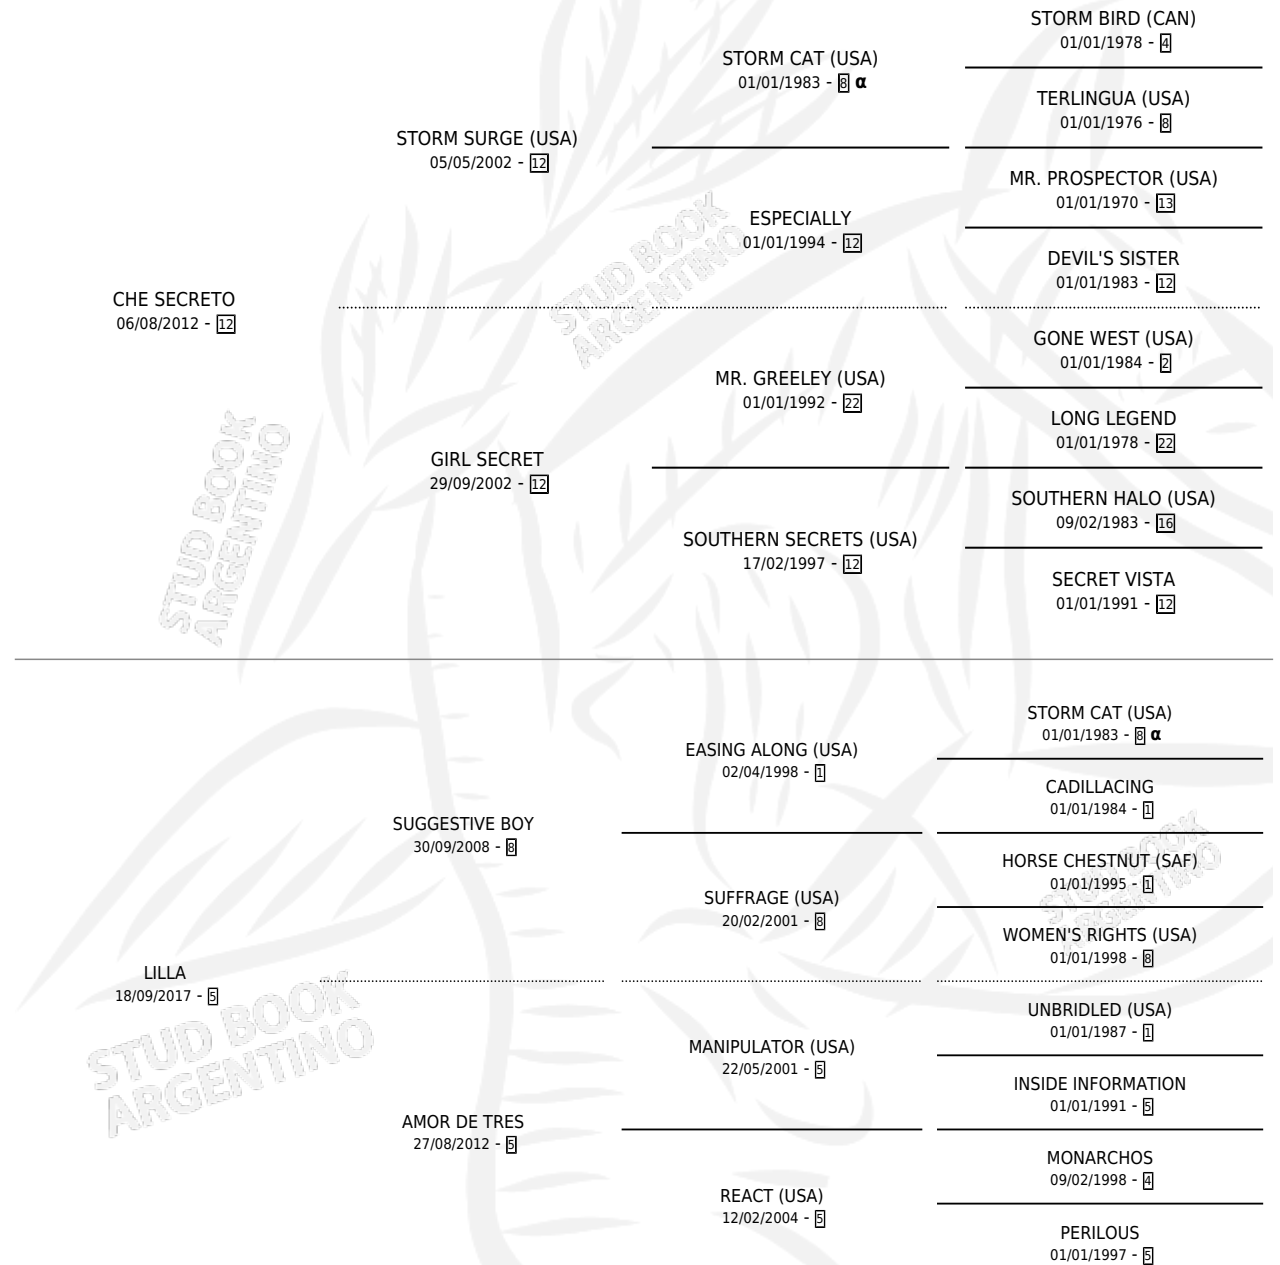 STORM BIRD (CAN)
01/01/1978 - 4
STORM CAT (USA)
01/01/1983 - 8 α
TERLINGUA (USA)
01/01/1976 - 8
STORM SURGE (USA)
05/05/2002 - 12
MR. PROSPECTOR (USA)
01/01/1970 - 13
ESPECIALLY
01/01/1994 - 12
DEVIL'S SISTER
01/01/1983 - 12
CHE SECRETO
06/08/2012 - 12
GONE WEST (USA)
01/01/1984 - 2
MR. GREELEY (USA)
01/01/1992 - 22
LONG LEGEND
01/01/1978 - 22
GIRL SECRET
29/09/2002 - 12
SOUTHERN HALO (USA)
09/02/1983 - 16
SOUTHERN SECRETS (USA)
17/02/1997 - 12
SECRET VISTA
01/01/1991 - 12
STORM CAT (USA)
01/01/1983 - 8 α
EASING ALONG (USA)
02/04/1998 - 1
CADILLACING
01/01/1984 - 1
SUGGESTIVE BOY
30/09/2008 - 8
HORSE CHESTNUT (SAF)
01/01/1995 - 1
SUFFRAGE (USA)
20/02/2001 - 8
WOMEN'S RIGHTS (USA)
01/01/1998 - 8
LILLA
18/09/2017 - 5
UNBRIDLED (USA)
01/01/1987 - 1
MANIPULATOR (USA)
22/05/2001 - 5
INSIDE INFORMATION
01/01/1991 - 5
AMOR DE TRES
27/08/2012 - 5
MONARCHOS
09/02/1998 - 4
REACT (USA)
12/02/2004 - 5
PERILOUS
01/01/1997 - 5
STUD BOOK
ARGENTINO
STUD BOOK
ARGENTINO
STUD BOOK
ARGENTINO
STUD BOOK
ARGENTINO